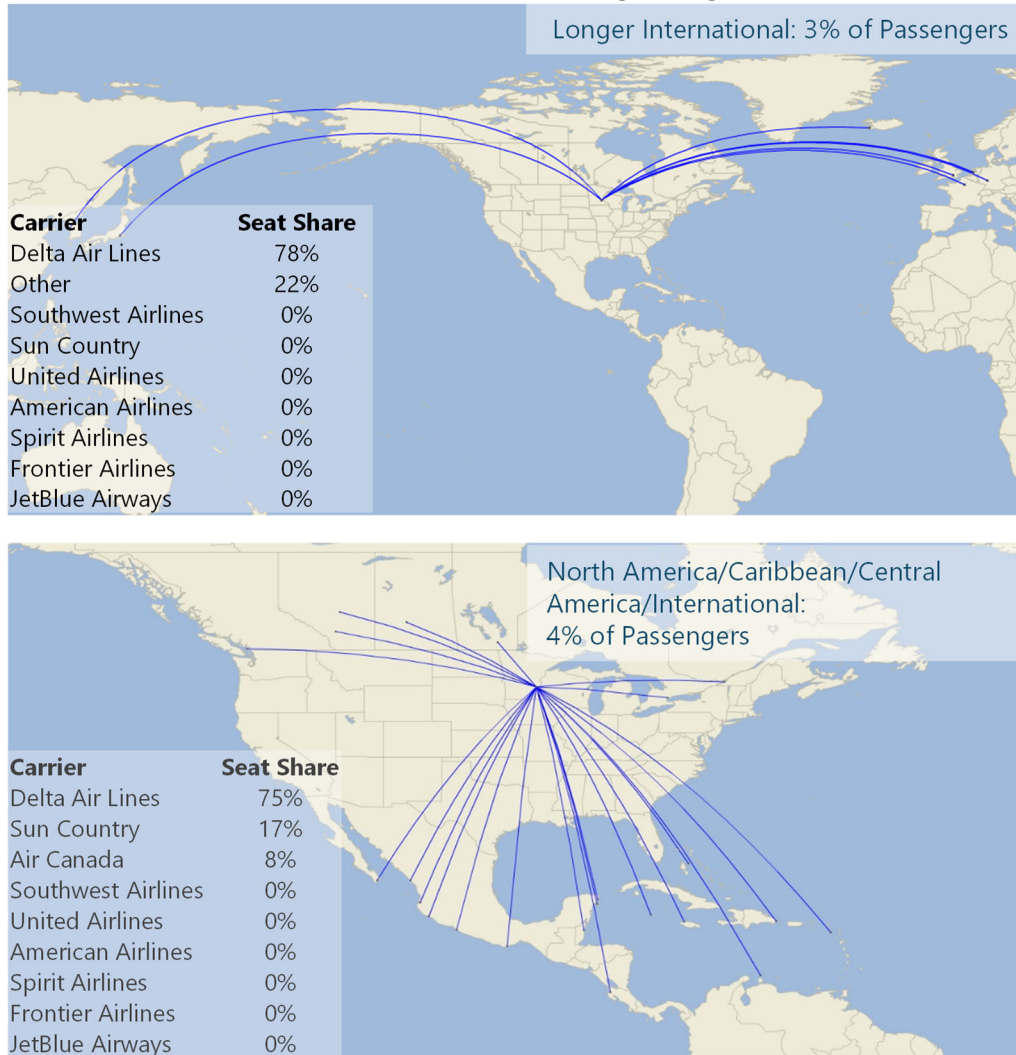 Longer International: 3% of Passengers
Carrier Seat Share
Delta Air Lines 78%
Other 22%
Southwest Airlines 0%
Sun Country 0%
United Airlines 0%
American Airlines 0%
Spirit Airlines 0%
Frontier Airlines 0%
JetBlue Airways 0%
North America/Caribbean/Central
America/International:
4% of Passengers
Carrier Seat Share
Delta Air Lines 75%
Sun Country 17%
Air Canada 8%
Southwest Airlines 0%
United Airlines 0%
American Airlines 0%
Spirit Airlines 0%
Frontier Airlines 0%
JetBlue Airways 0%